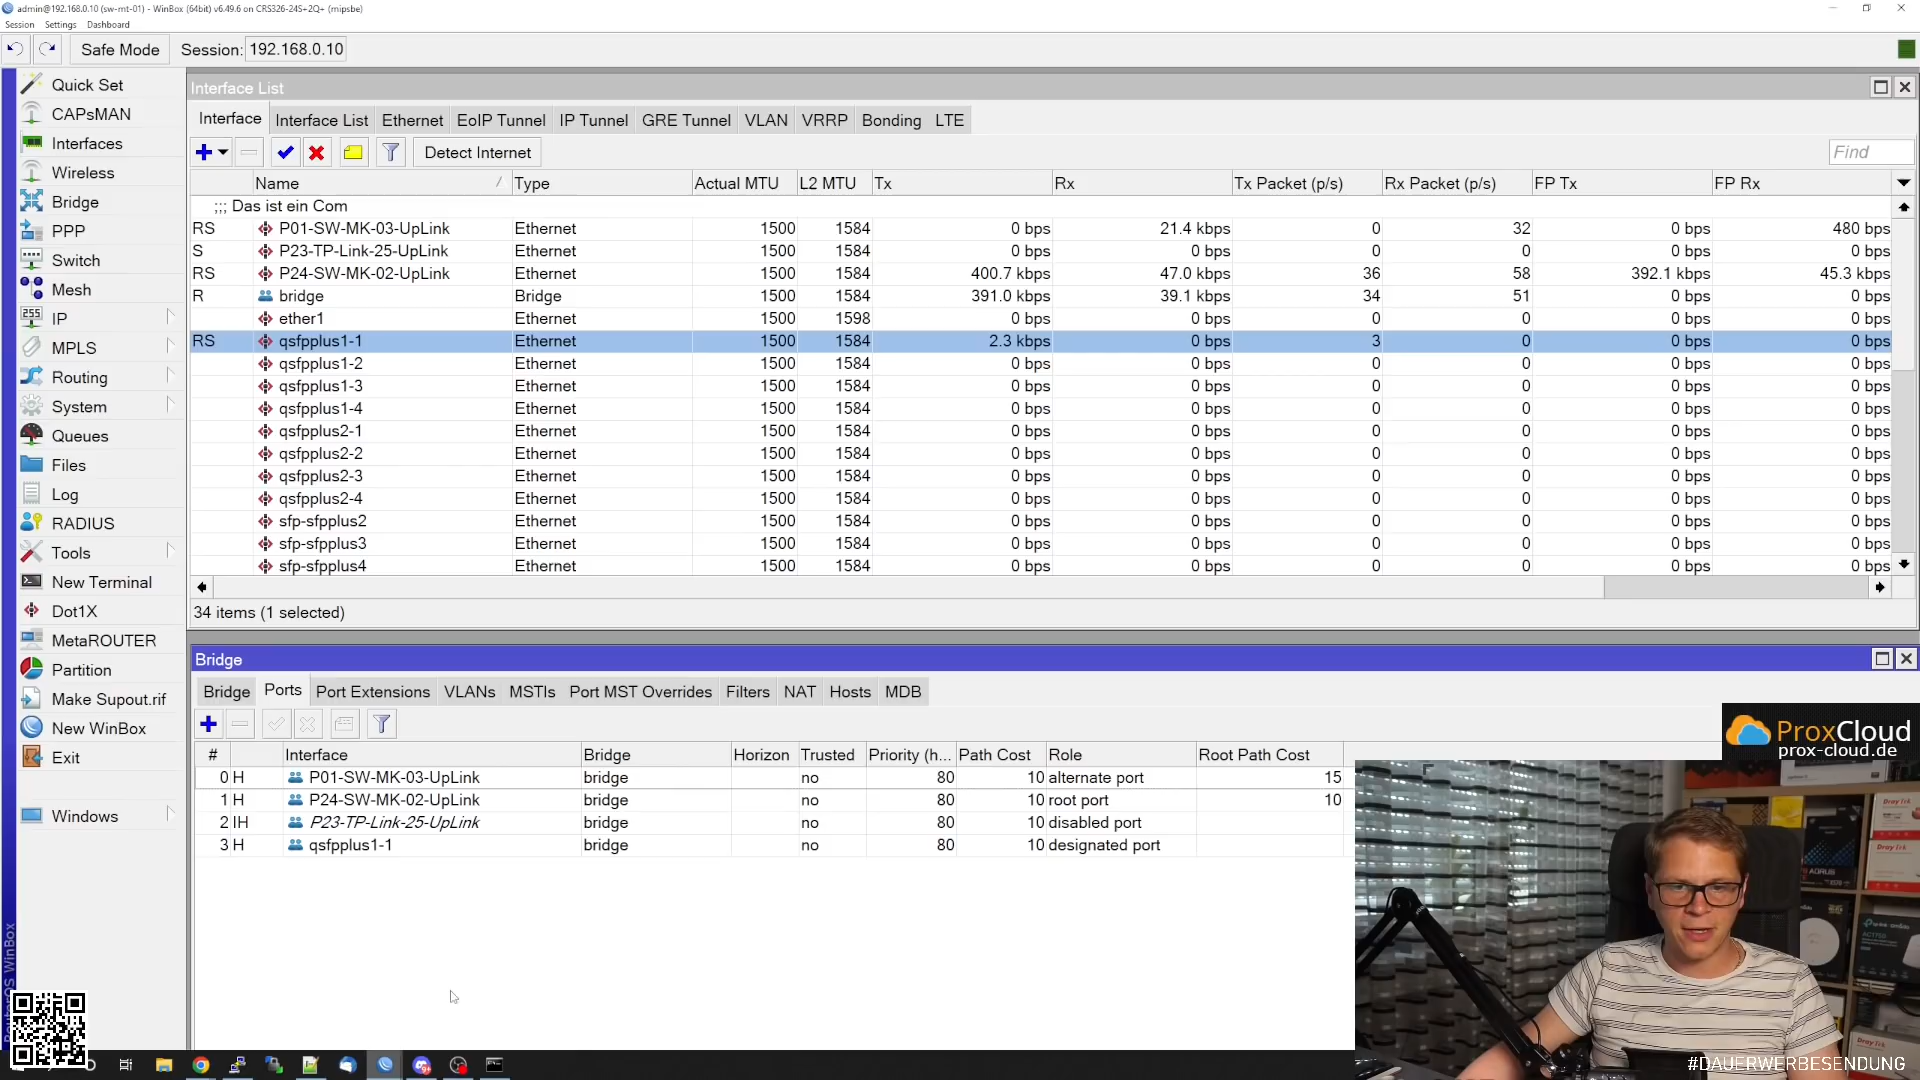 admin@192.168.0.10 (sw-mt-01) - WinBox (64bit) v6.49.6 on CRS326-24S+2Q+ (mipsbe)
Session Settings Dashboard
Safe Mode Session: 192.168.0.10
Quick Set
CAPsMAN
Interfaces
Wireless
Bridge
PPP
Switch
Mesh
IP
MPLS
Routing
System
Queues
Files
Log
RADIUS
Tools
New Terminal
Dot1X
MetaROUTER
Partition
Make Supout.rif
New WinBox
Exit
Windows
Interface List
Interface Interface List Ethernet EoIP Tunnel IP Tunnel GRE Tunnel VLAN VRRP Bonding LTE
Detect Internet Find
Name Type Actual MTU L2 MTU Tx Rx Tx Packet (p/s) Rx Packet (p/s) FP Tx FP Rx
;;; Das ist ein Com
RS P01-SW-MK-03-UpLink Ethernet 1500 1584 0 bps 21.4 kbps 0 32 0 bps 480 bps
S P23-TP-Link-25-UpLink Ethernet 1500 1584 0 bps 0 bps 0 0 0 bps 0 bps
RS P24-SW-MK-02-UpLink Ethernet 1500 1584 400.7 kbps 47.0 kbps 36 58 392.1 kbps 45.3 kbps
R bridge Bridge 1500 1584 391.0 kbps 39.1 kbps 34 51 0 bps 0 bps
ether1 Ethernet 1500 1598 0 bps 0 bps 0 0 0 bps 0 bps
RS qsfpplus1-1 Ethernet 1500 1584 2.3 kbps 0 bps 3 0 0 bps 0 bps
qsfpplus1-2 Ethernet 1500 1584 0 bps 0 bps 0 0 0 bps 0 bps
qsfpplus1-3 Ethernet 1500 1584 0 bps 0 bps 0 0 0 bps 0 bps
qsfpplus1-4 Ethernet 1500 1584 0 bps 0 bps 0 0 0 bps 0 bps
qsfpplus2-1 Ethernet 1500 1584 0 bps 0 bps 0 0 0 bps 0 bps
qsfpplus2-2 Ethernet 1500 1584 0 bps 0 bps 0 0 0 bps 0 bps
qsfpplus2-3 Ethernet 1500 1584 0 bps 0 bps 0 0 0 bps 0 bps
qsfpplus2-4 Ethernet 1500 1584 0 bps 0 bps 0 0 0 bps 0 bps
sfp-sfpplus2 Ethernet 1500 1584 0 bps 0 bps 0 0 0 bps 0 bps
sfp-sfpplus3 Ethernet 1500 1584 0 bps 0 bps 0 0 0 bps 0 bps
sfp-sfpplus4 Ethernet 1500 1584 0 bps 0 bps 0 0 0 bps 0 bps
34 items (1 selected)
Bridge
Bridge Ports Port Extensions VLANs MSTIs Port MST Overrides Filters NAT Hosts MDB
# Interface Bridge Horizon Trusted Priority (h... Path Cost Role Root Path Cost
0 H P01-SW-MK-03-UpLink bridge no 80 10 alternate port 15
1 H P24-SW-MK-02-UpLink bridge no 80 10 root port 10
2 IH P23-TP-Link-25-UpLink bridge no 80 10 disabled port
3 H qsfpplus1-1 bridge no 80 10 designated port
ProxCloud
prox-cloud.de
AORUS
#DAUERWERBESENDUNG